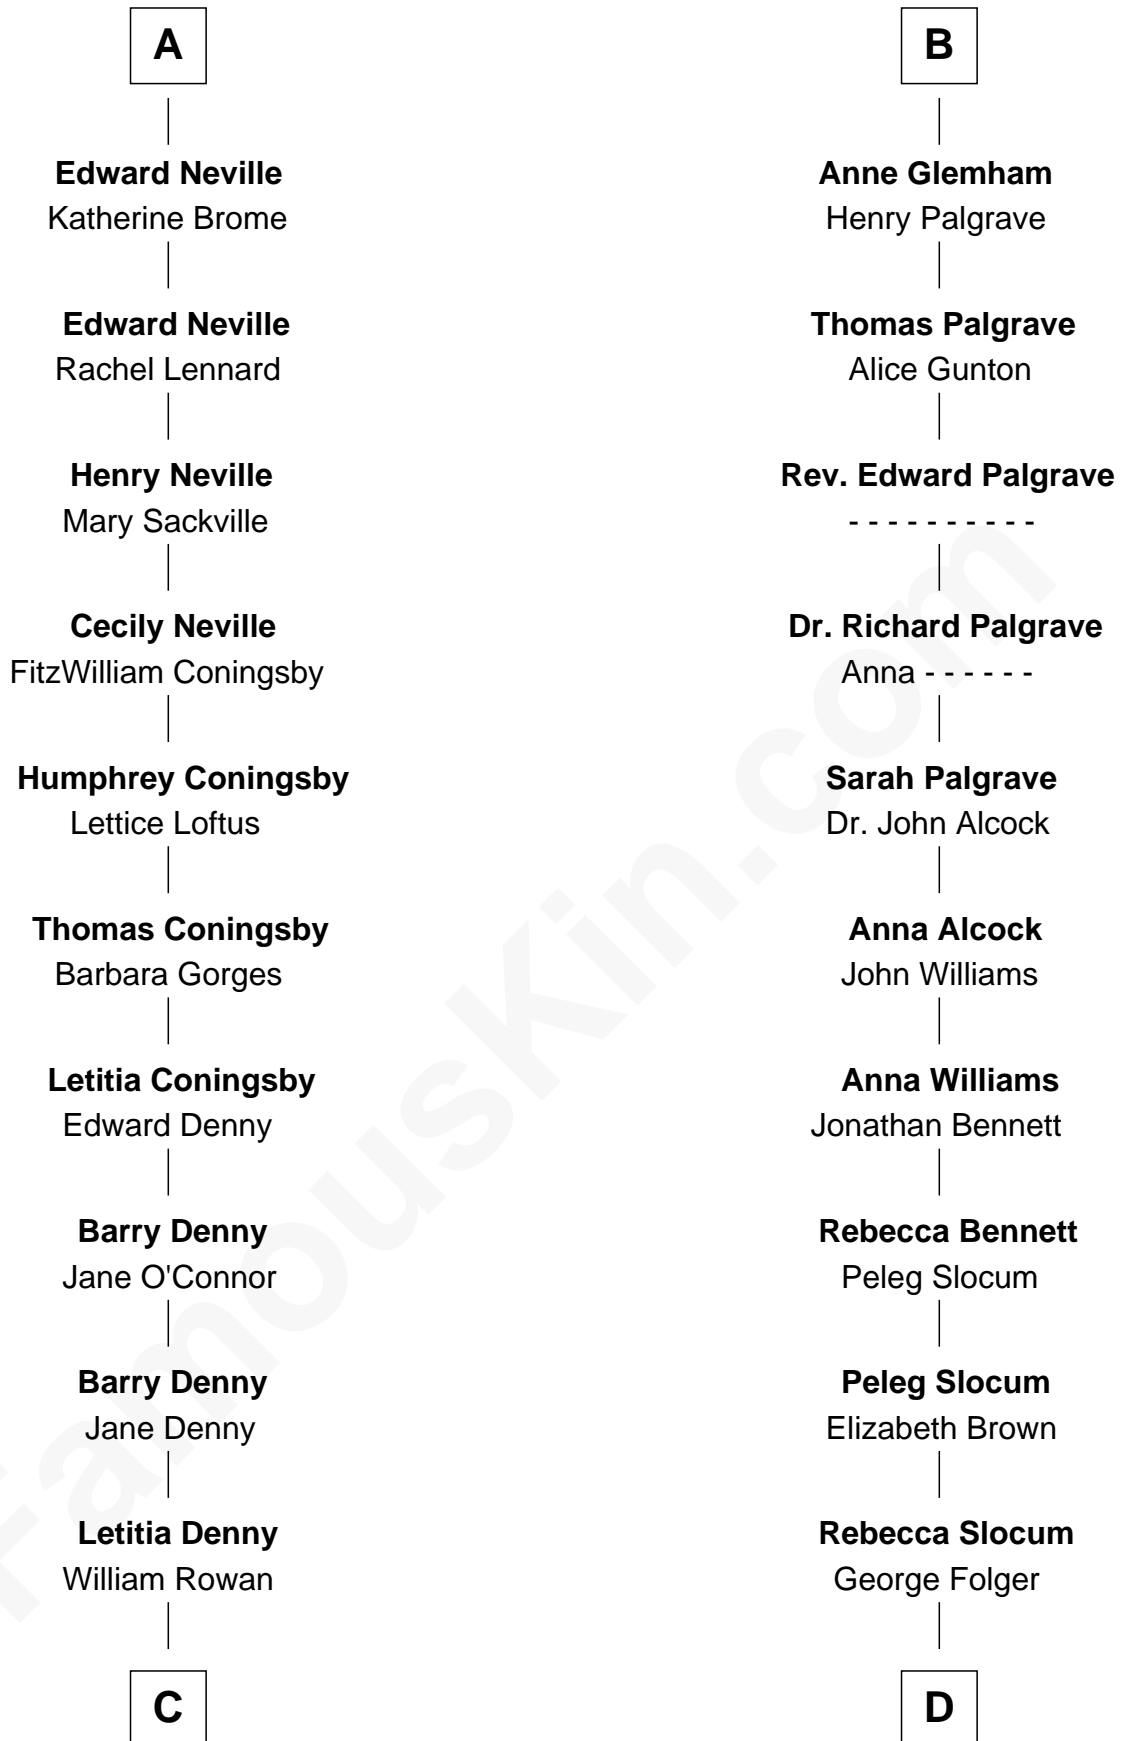 A
Edward Neville
Katherine Brome
Edward Neville
Rachel Lennard
Henry Neville
Mary Sackville
Cecily Neville
FitzWilliam Coningsby
Humphrey Coningsby
Lettice Loftus
Thomas Coningsby
Barbara Gorges
Letitia Coningsby
Edward Denny
Barry Denny
Jane O'Connor
Barry Denny
Jane Denny
Letitia Denny
William Rowan
C
B
Anne Glemham
Henry Palgrave
Thomas Palgrave
Alice Gunton
Rev. Edward Palgrave
- - - - - - - - - -
Dr. Richard Palgrave
Anna - - - - - -
Sarah Palgrave
Dr. John Alcock
Anna Alcock
John Williams
Anna Williams
Jonathan Bennett
Rebecca Bennett
Peleg Slocum
Peleg Slocum
Elizabeth Brown
Rebecca Slocum
George Folger
D
FamousKin.com